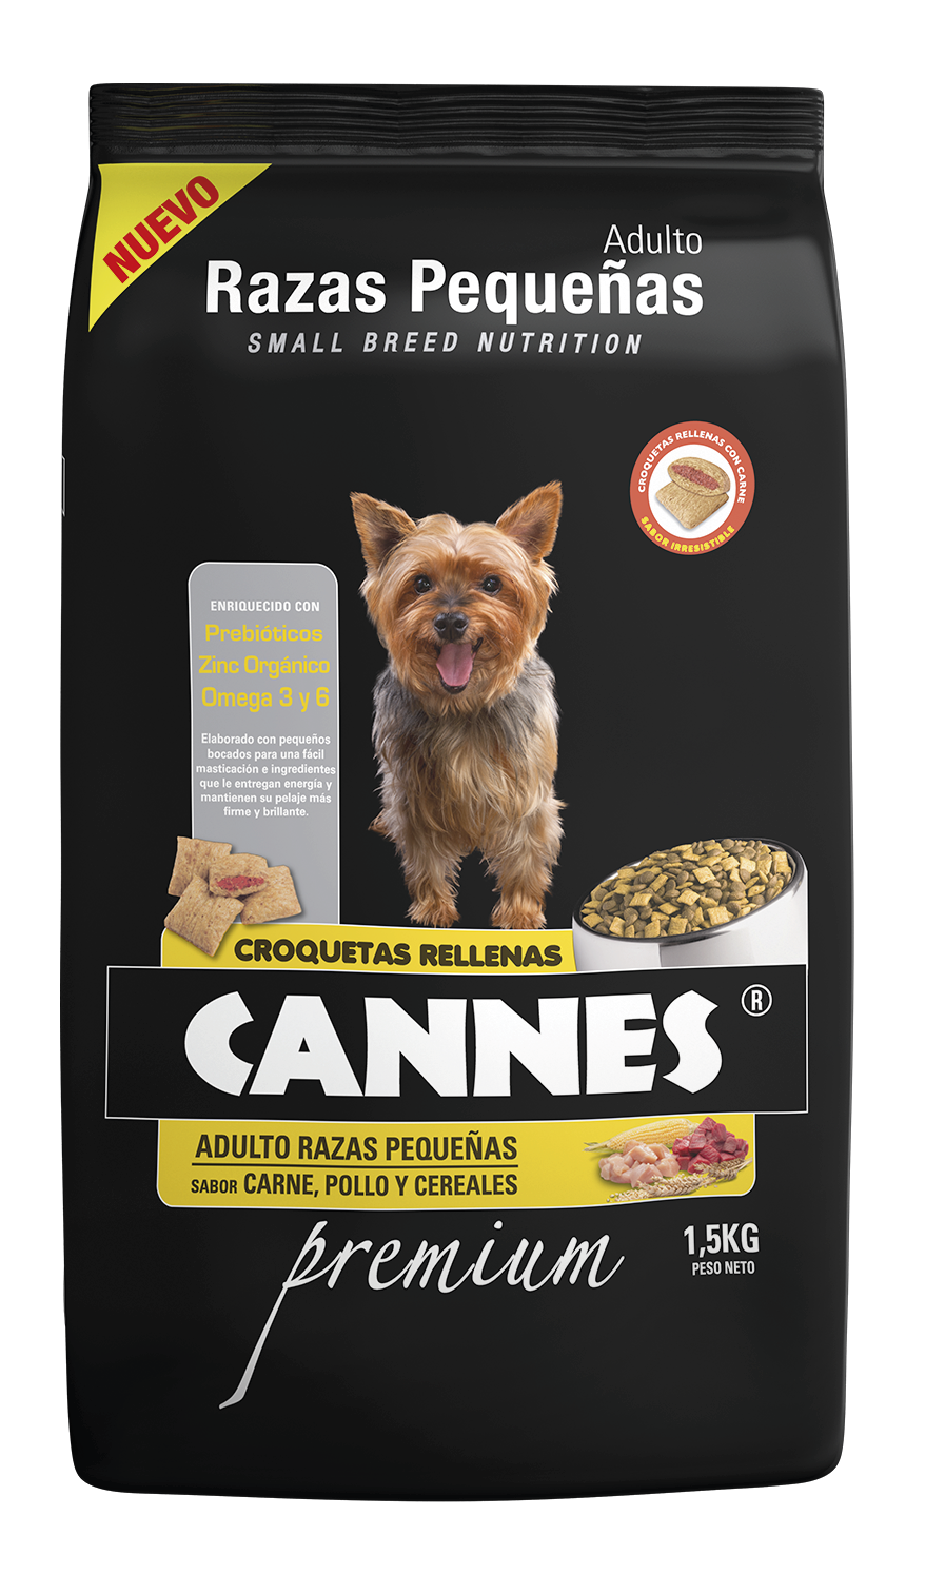 NUEVO
Adulto
Razas Pequeñas
SMALL BREED NUTRITION
CROQUETAS RELLENAS CON CARNE
SABOR IRRESISTIBLE
ENRIQUECIDO CON
Prebióticos
Zinc Orgánico
Omega 3 y 6
Elaborado con pequeños
bocados para una fácil
masticación e ingredientes
que le entregan energía y
mantienen su pelaje más
firme y brillante.
CROQUETAS RELLENAS
CANNES ®
ADULTO RAZAS PEQUEÑAS
SABOR CARNE, POLLO Y CEREALES
premium
1,5KG
PESO NETO